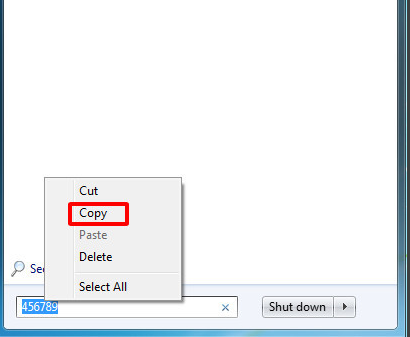 Cut
Copy
Paste
Delete
Select All
456789
Shut down